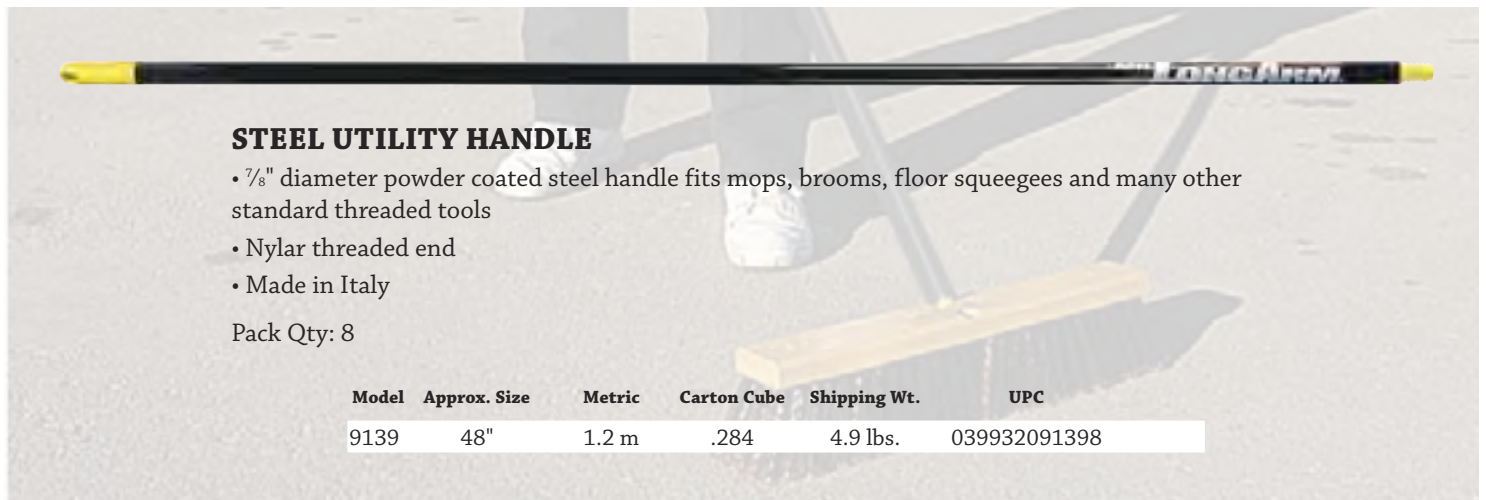 LONGARM
STEEL UTILITY HANDLE
• ⅞" diameter powder coated steel handle fits mops, brooms, floor squeegees and many other
standard threaded tools
• Nylar threaded end
• Made in Italy
Pack Qty: 8
Model Approx. Size Metric Carton Cube Shipping Wt. UPC
9139 48" 1.2 m .284 4.9 lbs. 039932091398